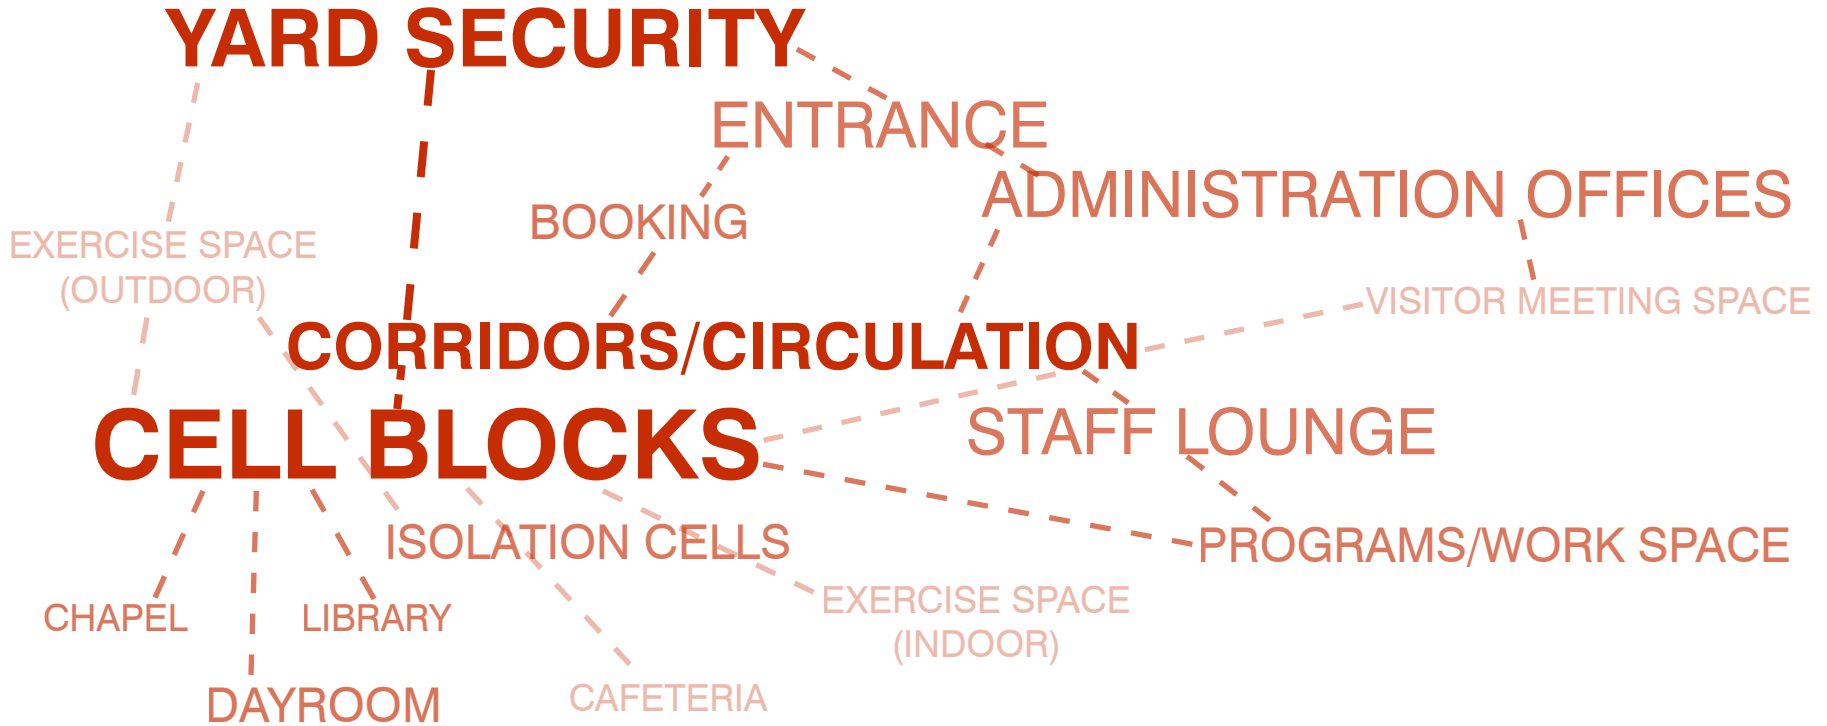 YARD SECURITY
ENTRANCE
ADMINISTRATION OFFICES
BOOKING
EXERCISE SPACE
(OUTDOOR)
VISITOR MEETING SPACE
CORRIDORS/CIRCULATION
CELL BLOCKS
STAFF LOUNGE
ISOLATION CELLS
PROGRAMS/WORK SPACE
EXERCISE SPACE
(INDOOR)
CHAPEL
LIBRARY
DAYROOM
CAFETERIA